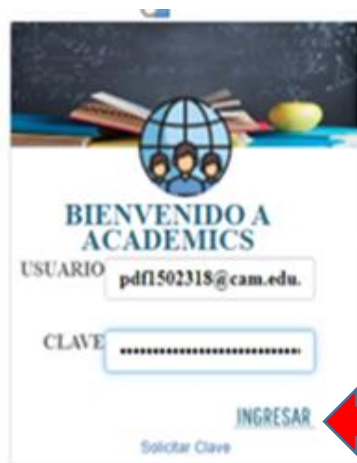 BIENVENIDO A
ACADEMICS
USUARIO pdf1502318@cam.edu.
CLAVE ••••••••••••••••••••••••••••
INGRESAR
Solicitar Clave